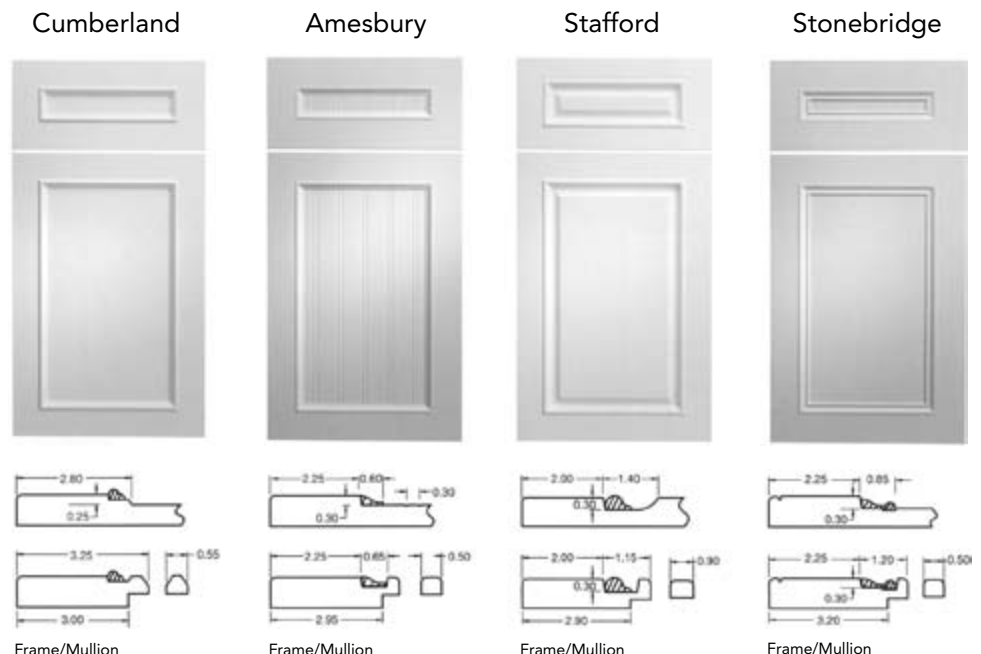 Cumberland Amesbury Stafford Stonebridge
2.80 2.25 0.60 0.30 2.00 1.40 2.25 0.85
0.25 0.30 0.30 0.30
3.25 0.55 2.25 0.65 0.50 2.00 1.15 0.90 2.25 1.20 0.50
0.30 0.30
3.00 2.95 2.90 3.20
Frame/Mullion Frame/Mullion Frame/Mullion Frame/Mullion